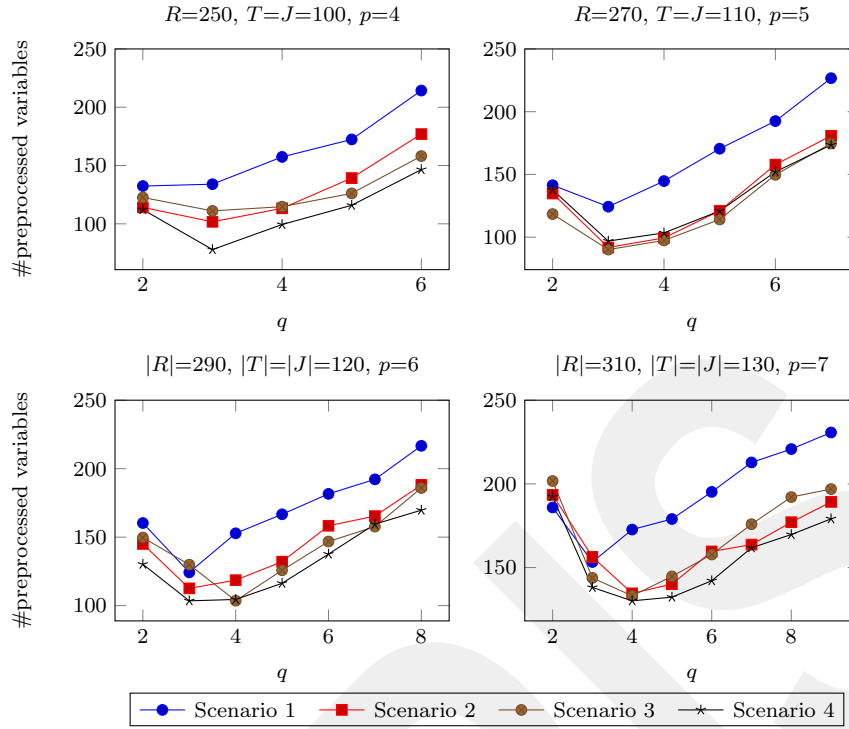 R=250, T=J=100, p=4
R=270, T=J=110, p=5
#preprocessed variables
250
200
150
100
2
4
6
q
250
200
150
100
2
4
6
q
|R|=290, |T|=|J|=120, p=6
|R|=310, |T|=|J|=130, p=7
#preprocessed variables
250
200
150
100
2
4
6
8
q
250
200
150
2
4
6
8
q
Scenario 1
Scenario 2
Scenario 3
Scenario 4